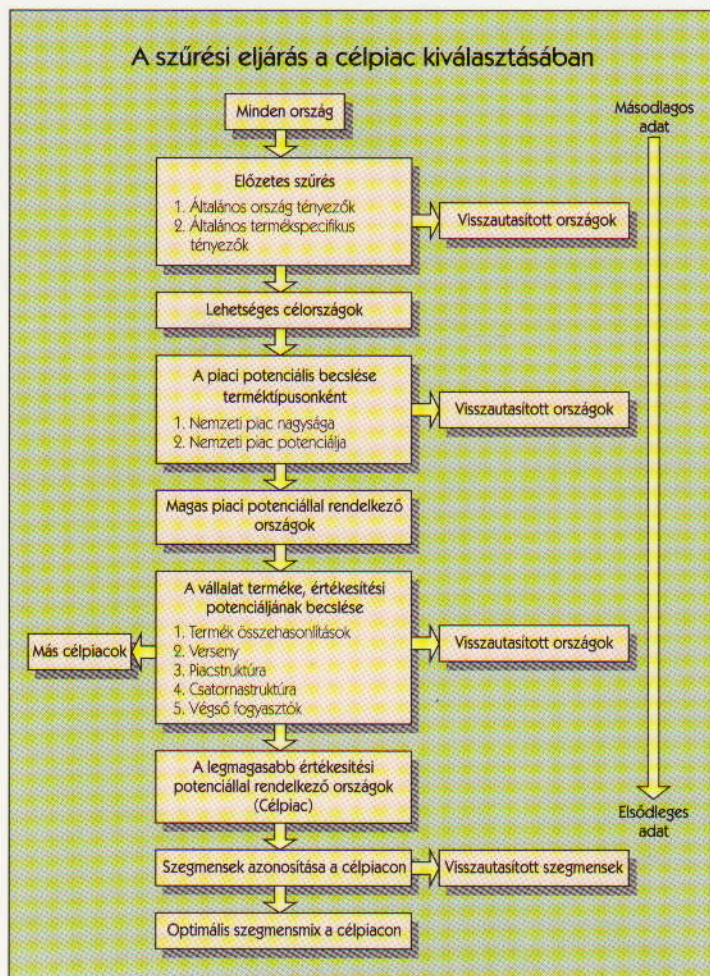 A szűrési eljárás a célpiac kiválasztásában
Minden ország
Másodlagos
adat
Előzetes szűrés
1. Általános ország tényezők
2. Általános termékspecifikus
tényezők
Visszautasított országok
Lehetséges célországok
A piaci potenciális becslése
terméktípusonként
1. Nemzeti piac nagysága
2. Nemzeti piac potenciálja
Visszautasított országok
Magas piaci potenciállal rendelkező
országok
A vállalat terméke, értékesítési
potenciáljának becslése
1. Termék összehasonlítások
2. Verseny
3. Piacstruktúra
4. Csatornastruktúra
5. Végső fogyasztók
Más célpiacok
Visszautasított országok
A legmagasabb értékesítési
potenciállal rendelkező országok
(Célpiac)
Elsődleges
adat
Szegmensek azonosítása a célpiacon
Visszautasított szegmensek
Optimális szegmensmix a célpiacon